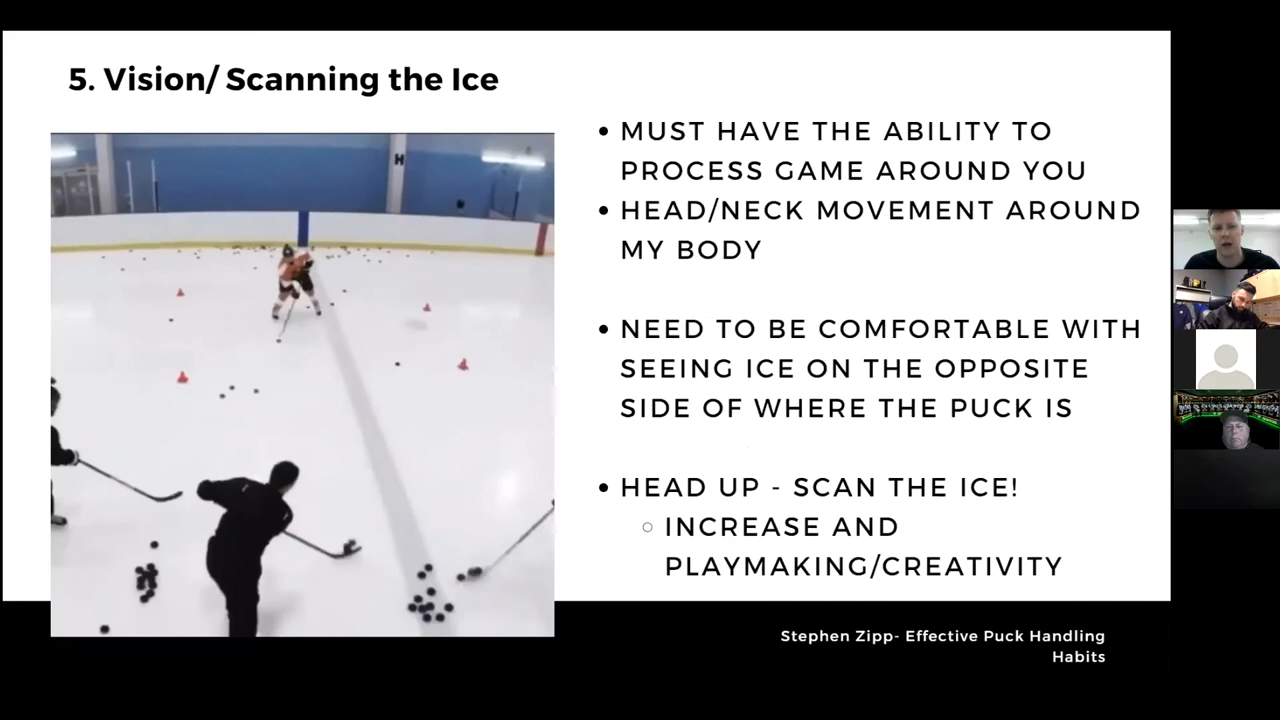 5. Vision/ Scanning the Ice
H
MUST HAVE THE ABILITY TO
PROCESS GAME AROUND YOU
HEAD/NECK MOVEMENT AROUND
MY BODY
NEED TO BE COMFORTABLE WITH
SEEING ICE ON THE OPPOSITE
SIDE OF WHERE THE PUCK IS
HEAD UP - SCAN THE ICE!
INCREASE AND
PLAYMAKING/CREATIVITY
Stephen Zipp- Effective Puck Handling
Habits